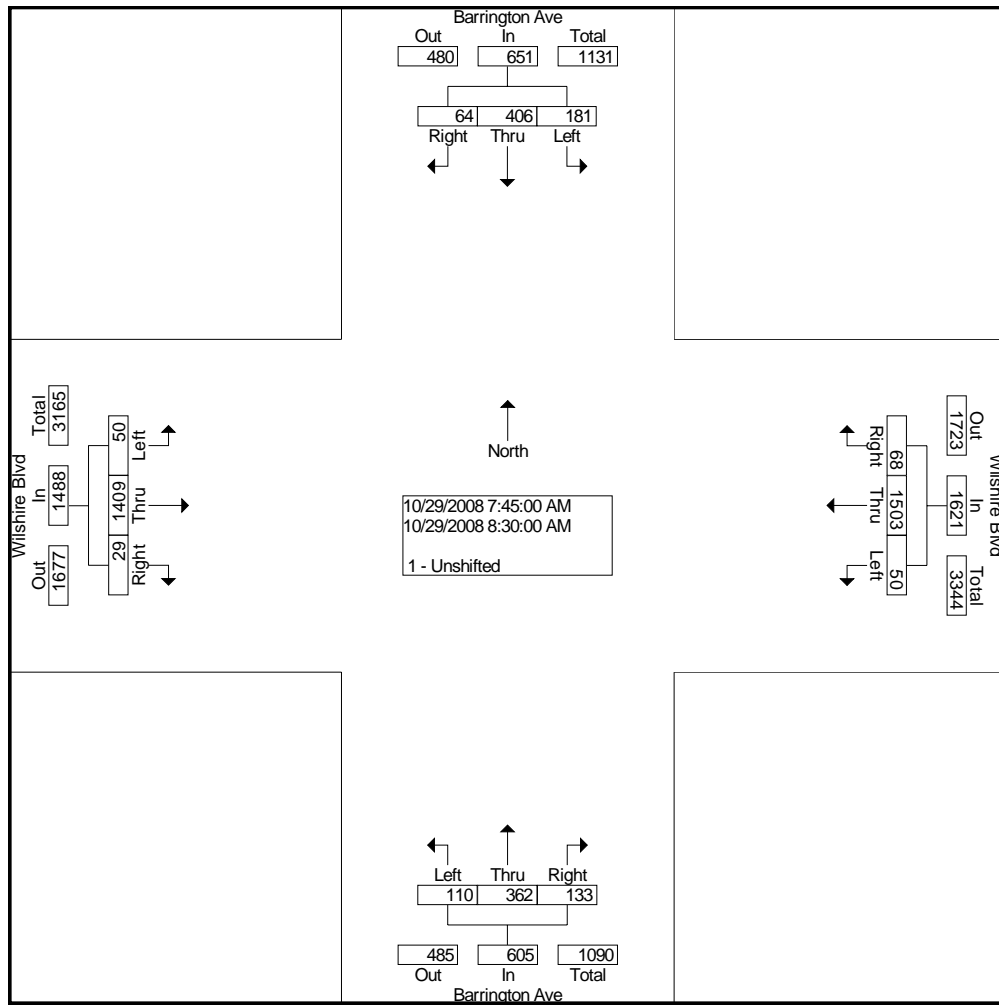 Barrington Ave
Out In Total
480 651 1131
64 406 181
Right Thru Left
Wilshire Blvd
Total In Out
3165 1488 1677
50 1409 29
Left Thru Right
North
10/29/2008 7:45:00 AM
10/29/2008 8:30:00 AM
1 - Unshifted
Right Thru Left
68 1503 50
1723 1621 3344
Out In Total
Wilshire Blvd
Left Thru Right
110 362 133
485 605 1090
Out In Total
Barrington Ave